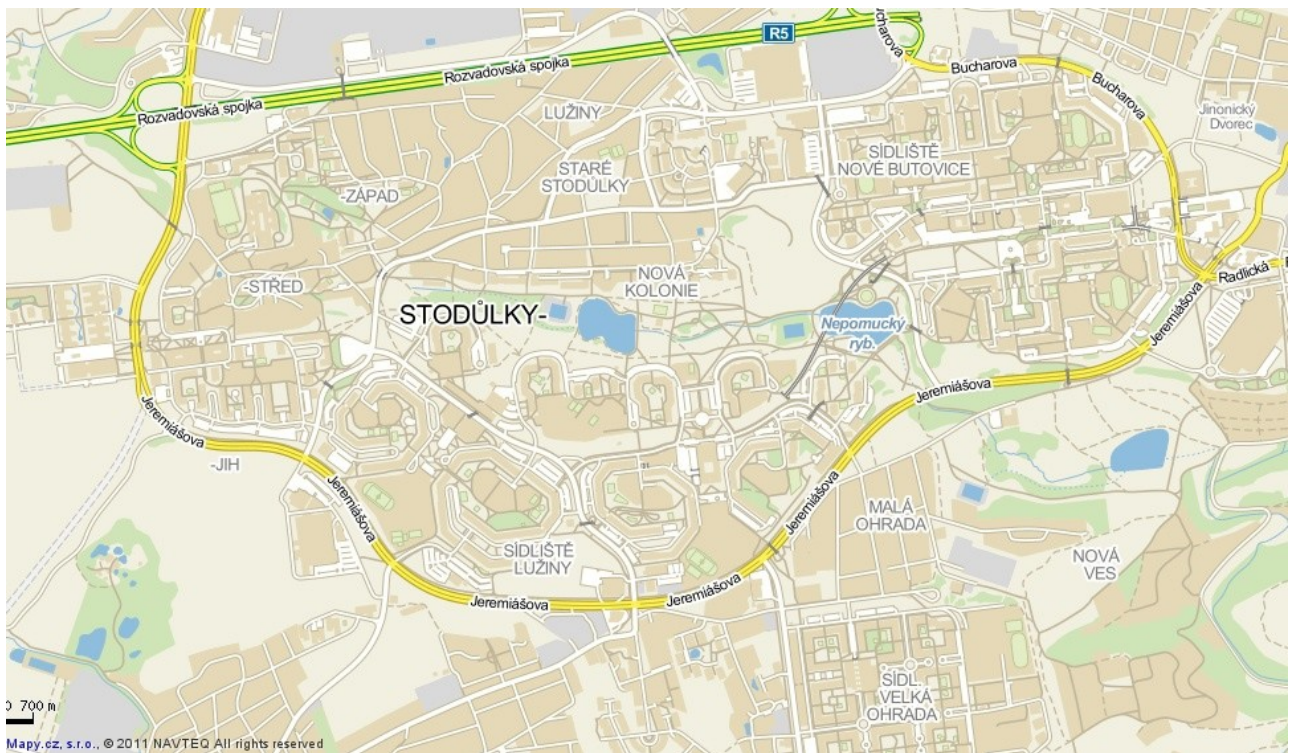 R5
Bucharova
Bucharova
Bucharova
Rozvadovská spojka
Rozvadovská spojka
LUŽINY
Jinonický
Dvorec
SÍDLIŠTĚ
NOVÉ BUTOVICE
STARÉ
STODŮLKY
-ZÁPAD
NOVÁ
KOLONIE
-STŘED
Radlická
STODŮLKY-
Jeremiášova
Nepomucký
ryb.
Jeremiášova
Jeremiášova
-JIH
Jeremiášova
Jeremiášova
MALÁ
OHRADA
SÍDLIŠTĚ
LUŽINY
NOVÁ
VES
Jeremiášova
Jeremiášova
SÍDL.
VELKÁ
OHRADA
0 700 m
Mapy.cz, s.r.o., © 2011 NAVTEQ All rights reserved